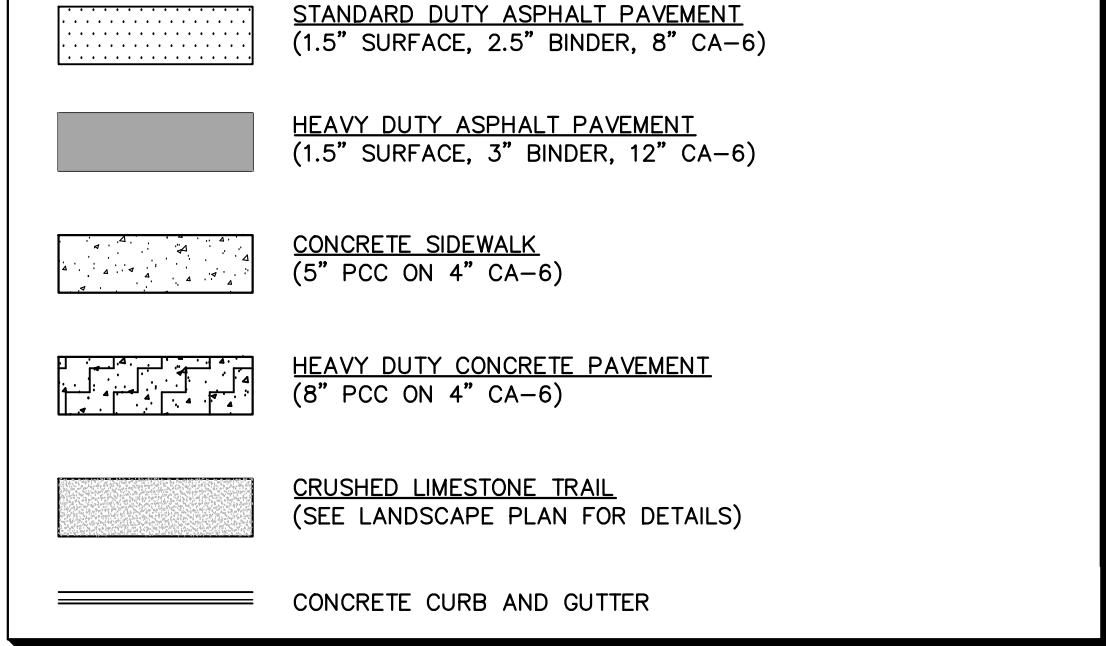 STANDARD DUTY ASPHALT PAVEMENT
(1.5” SURFACE, 2.5” BINDER, 8” CA–6)
HEAVY DUTY ASPHALT PAVEMENT
(1.5” SURFACE, 3” BINDER, 12” CA–6)
CONCRETE SIDEWALK
(5” PCC ON 4” CA–6)
HEAVY DUTY CONCRETE PAVEMENT
(8” PCC ON 4” CA–6)
CRUSHED LIMESTONE TRAIL
(SEE LANDSCAPE PLAN FOR DETAILS)
CONCRETE CURB AND GUTTER